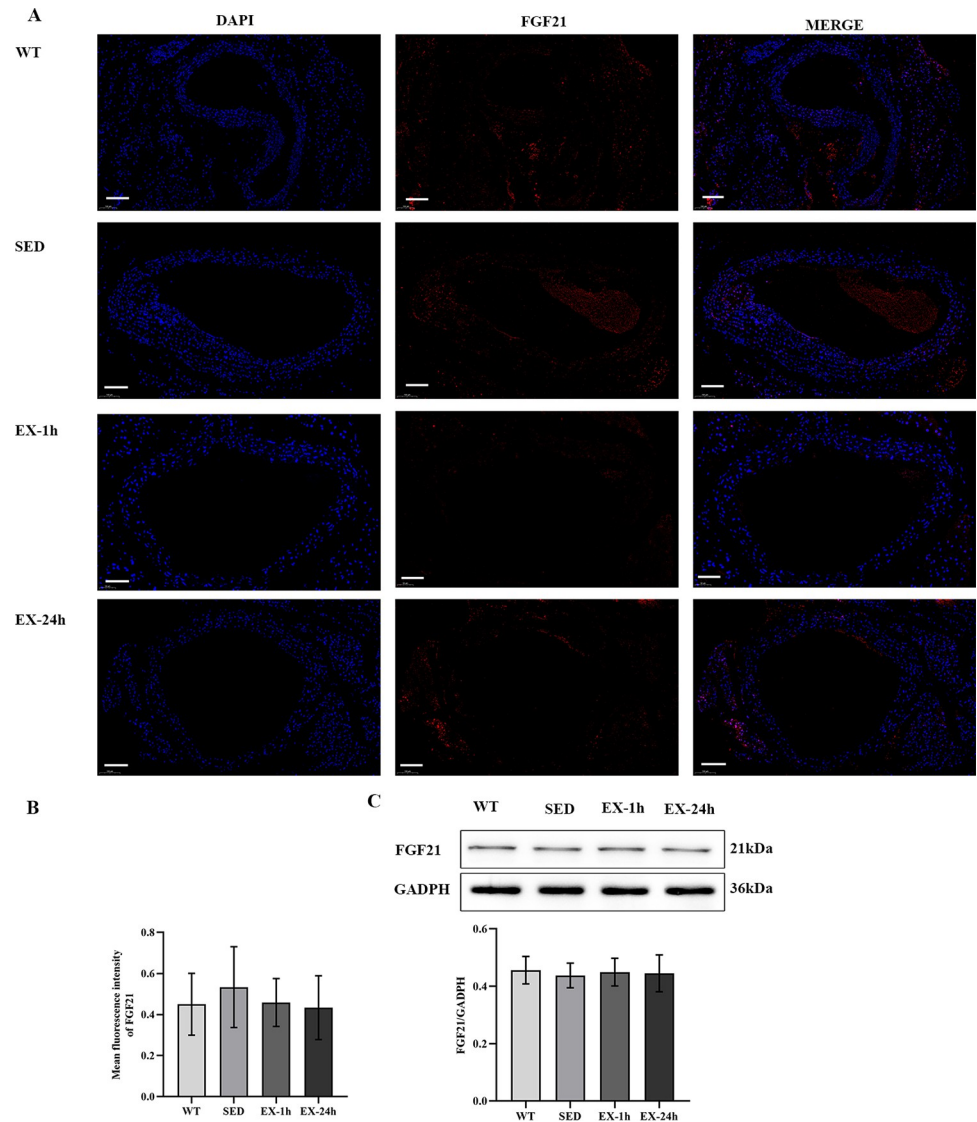 A
DAPI
FGF21
MERGE
WT
SED
EX-1h
EX-24h
B
C
WT SED EX-1h EX-24h
FGF21
21kDa
GADPH
36kDa
Mean fluorescence intensity
of FGF21
0.8
0.6
0.4
0.2
0.0
WT SED EX-1h EX-24h
FGF21/GADPH
0.6
0.4
0.2
0.0
WT SED EX-1h EX-24h